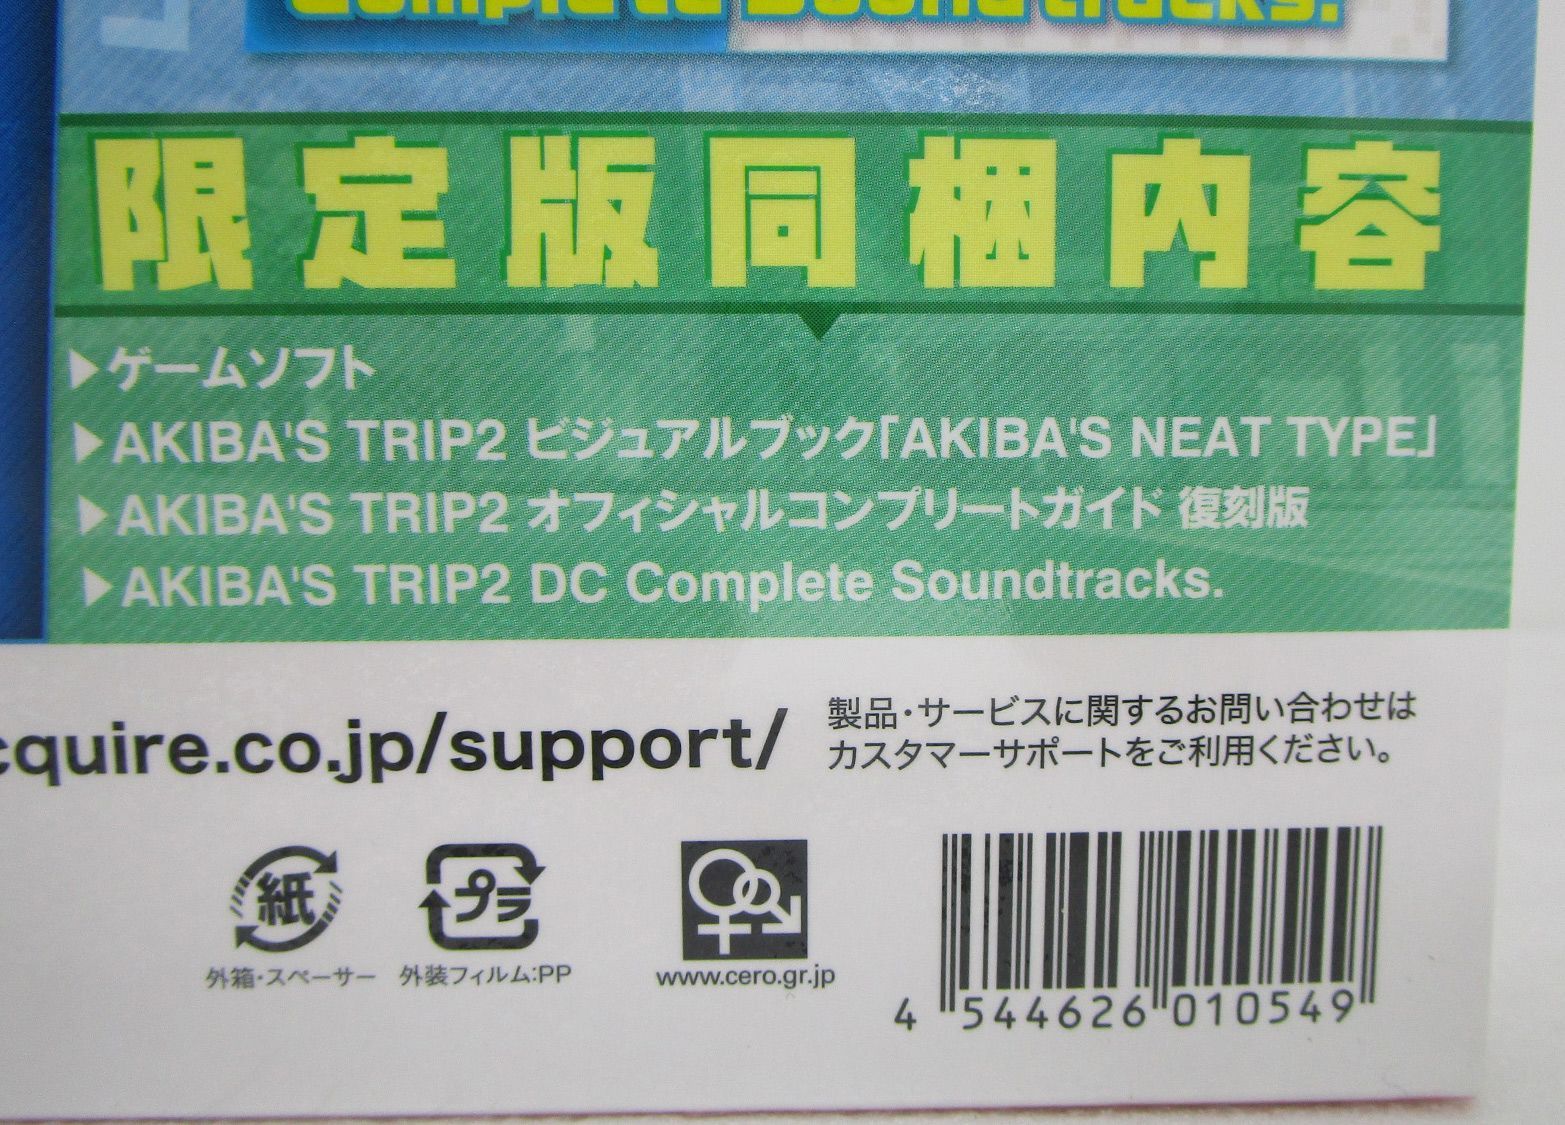 Complete Soundtracks.
限定版同梱内容
▶ゲームソフト
▶AKIBA'S TRIP2 ビジュアルブック「AKIBA'S NEAT TYPE」
▶AKIBA'S TRIP2 オフィシャルコンプリートガイド 復刻版
▶AKIBA'S TRIP2 DC Complete Soundtracks.
cquire.co.jp/support/
製品・サービスに関するお問い合わせは
カスタマーサポートをご利用ください。
紙
プラ
外箱・スペーサー
外装フィルム:PP
www.cero.gr.jp
4 544626 010549